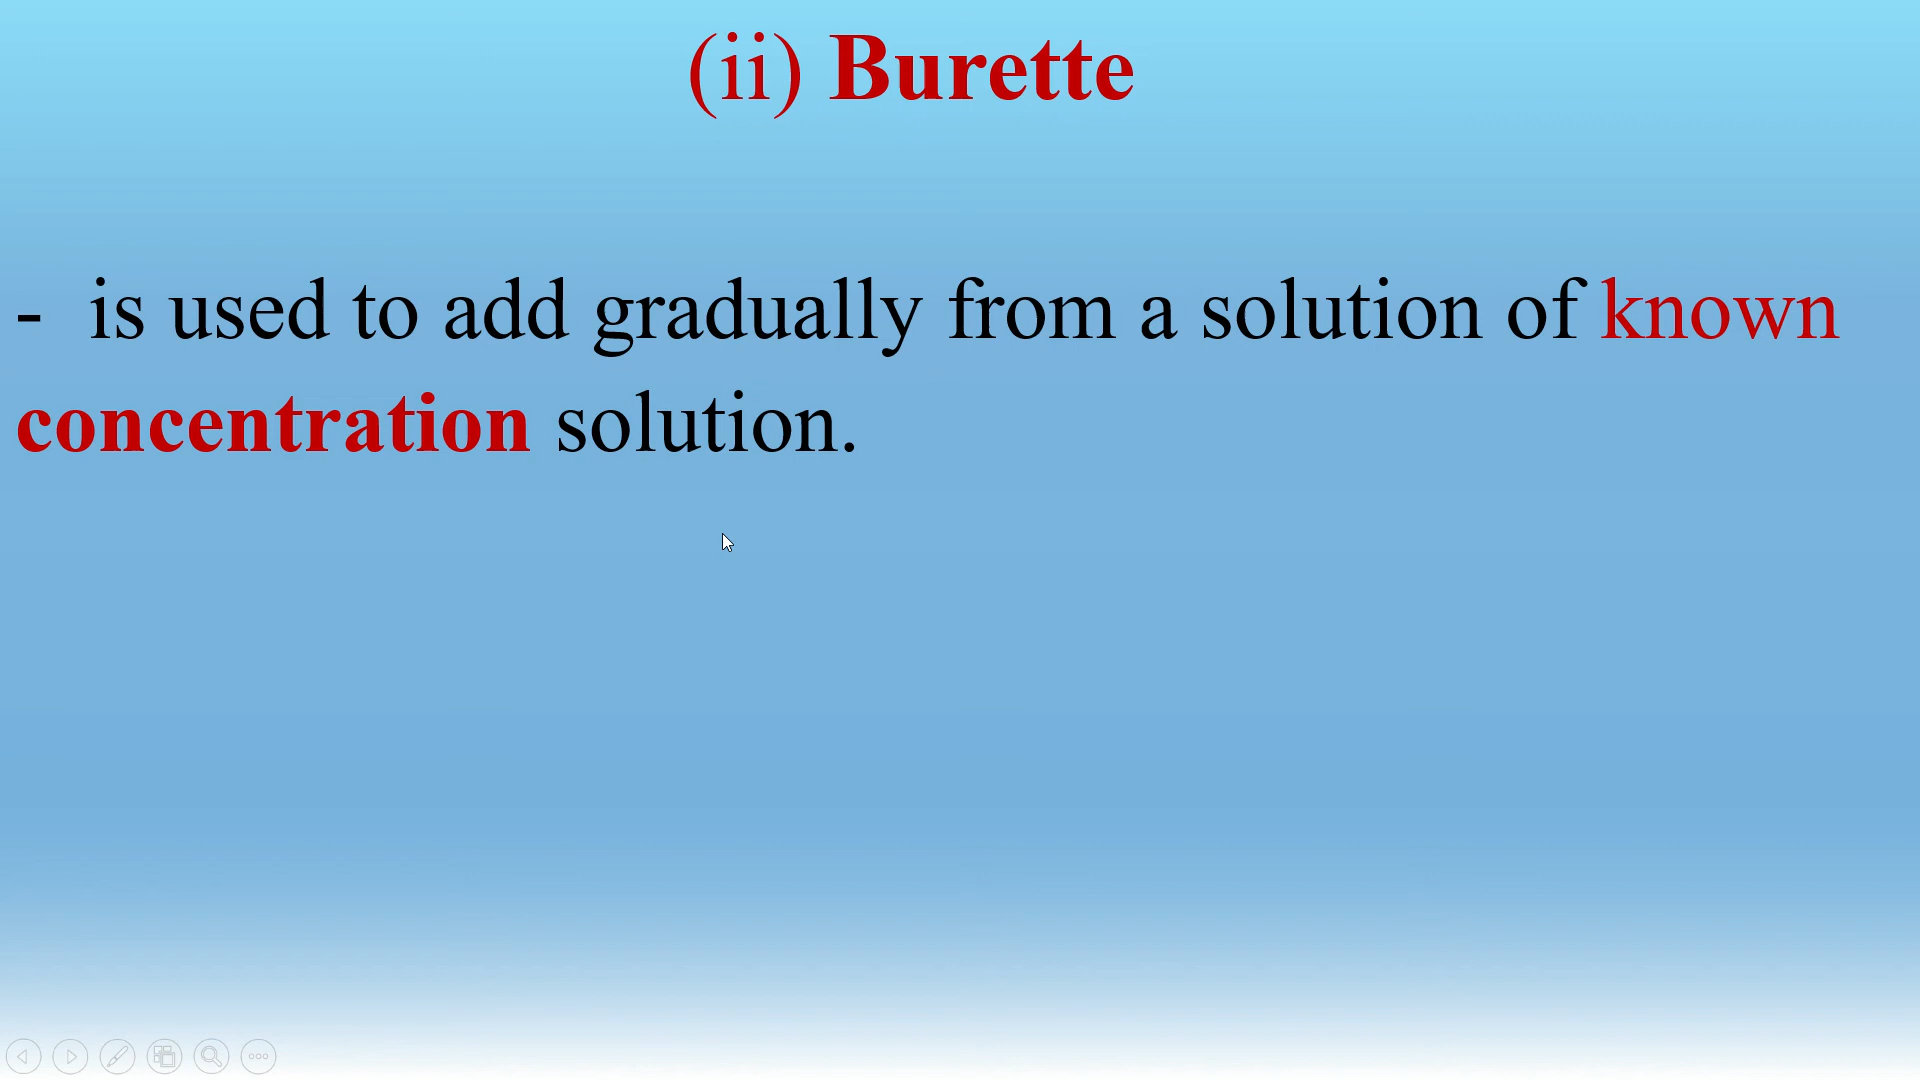 (ii) Burette
- is used to add gradually from a solution of known
concentration solution.